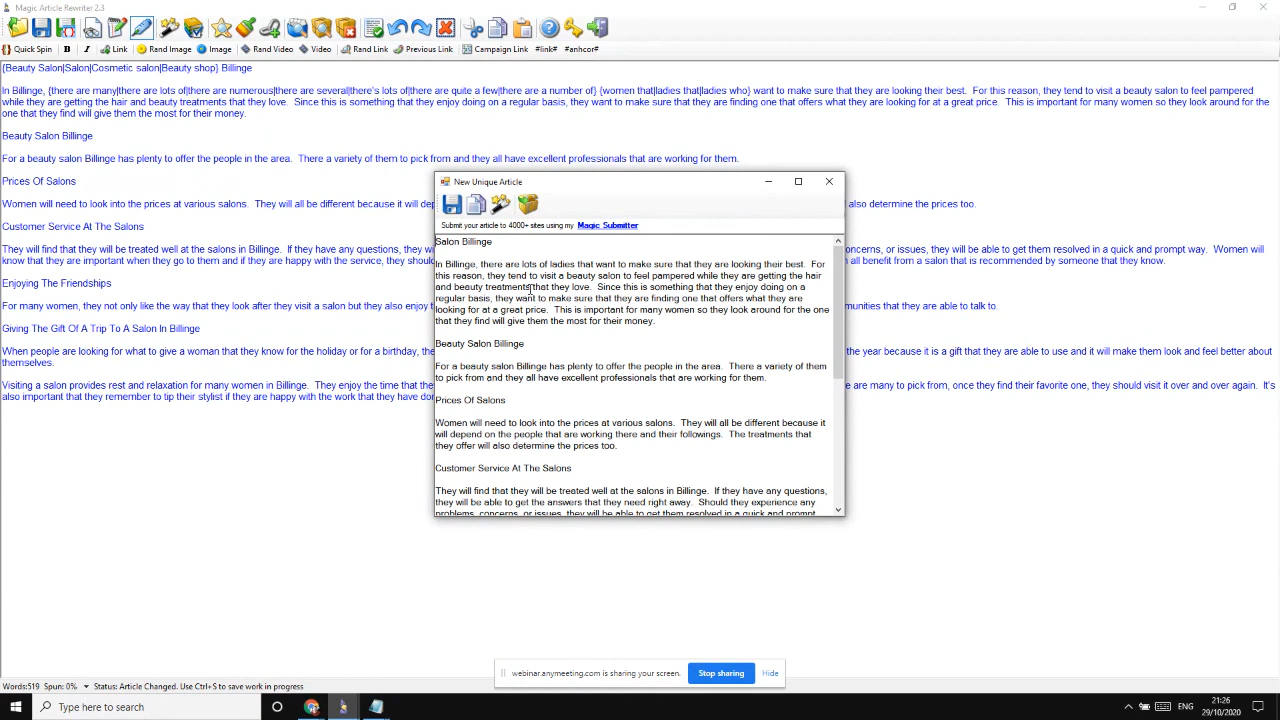 Magic Article Rewriter 2.3
Quick Spin B I Link Rand Image Image Rand Video Video Rand Link Previous Link Campaign Link #link# #anhcor#
{Beauty Salon|Salon|Cosmetic salon|Beauty shop} Billinge
In Billinge, {there are many|there are lots of|there are numerous|there are several|there's lots of|there are quite a few|there are a number of} {women that|ladies that|ladies who} want to make sure that they are looking their best. For this reason, they tend to visit a beauty salon to feel pampered
while they are getting the hair and beauty treatments that they love. Since this is something that they enjoy doing on a regular basis, they want to make sure that they are finding one that offers what they are looking for at a great price. This is important for many women so they look around for the
one that they find will give them the most for their money.
Beauty Salon Billinge
For a beauty salon Billinge has plenty to offer the people in the area. There a variety of them to pick from and they all have excellent professionals that are working for them.
Prices Of Salons
Women will need to look into the prices at various salons. They will all be different because it will dep
also determine the prices too.
Customer Service At The Salons
They will find that they will be treated well at the salons in Billinge. If they have any questions, they wi
ncerns, or issues, they will be able to get them resolved in a quick and prompt way. Women will need to
know that they are important when they go to them and if they are happy with the service, they shoul
all benefit from a salon that is recommended by someone that they know.
Enjoying The Friendships
For many women, they not only like the way that they look after they visit a salon but they also enjoy t
munities that they are able to talk to.
Giving The Gift Of A Trip To A Salon In Billinge
When people are looking for what to give a woman that they know for the holiday or for a birthday, the
the year because it is a gift that they are able to use and it will make them look and feel better about
themselves.
Visiting a salon provides rest and relaxation for many women in Billinge. They enjoy the time that the
e are many to pick from, once they find their favorite one, they should visit it over and over again. It's
also important that they remember to tip their stylist if they are happy with the work that they have don
New Unique Article
Submit your article to 4000+ sites using my Magic Submitter
Salon Billinge
In Billinge, there are lots of ladies that want to make sure that they are looking their best. For
this reason, they tend to visit a beauty salon to feel pampered while they are getting the hair
and beauty treatments that they love. Since this is something that they enjoy doing on a
regular basis, they want to make sure that they are finding one that offers what they are
looking for at a great price. This is important for many women so they look around for the one
that they find will give them the most for their money.
Beauty Salon Billinge
For a beauty salon Billinge has plenty to offer the people in the area. There a variety of them
to pick from and they all have excellent professionals that are working for them.
Prices Of Salons
Women will need to look into the prices at various salons. They will all be different because it
will depend on the people that are working there and their followings. The treatments that
they offer will also determine the prices too.
Customer Service At The Salons
They will find that they will be treated well at the salons in Billinge. If they have any questions,
they will be able to get the answers that they need right away. Should they experience any
problems, concerns, or issues, they will be able to get them resolved in a quick and prompt
webinar.anymeeting.com is sharing your screen. Stop sharing Hide
Words:519 Spun: 0% Status: Article Changed. Use Ctrl+S to save work in progress
Type here to search
ENG
21:26
29/10/2020